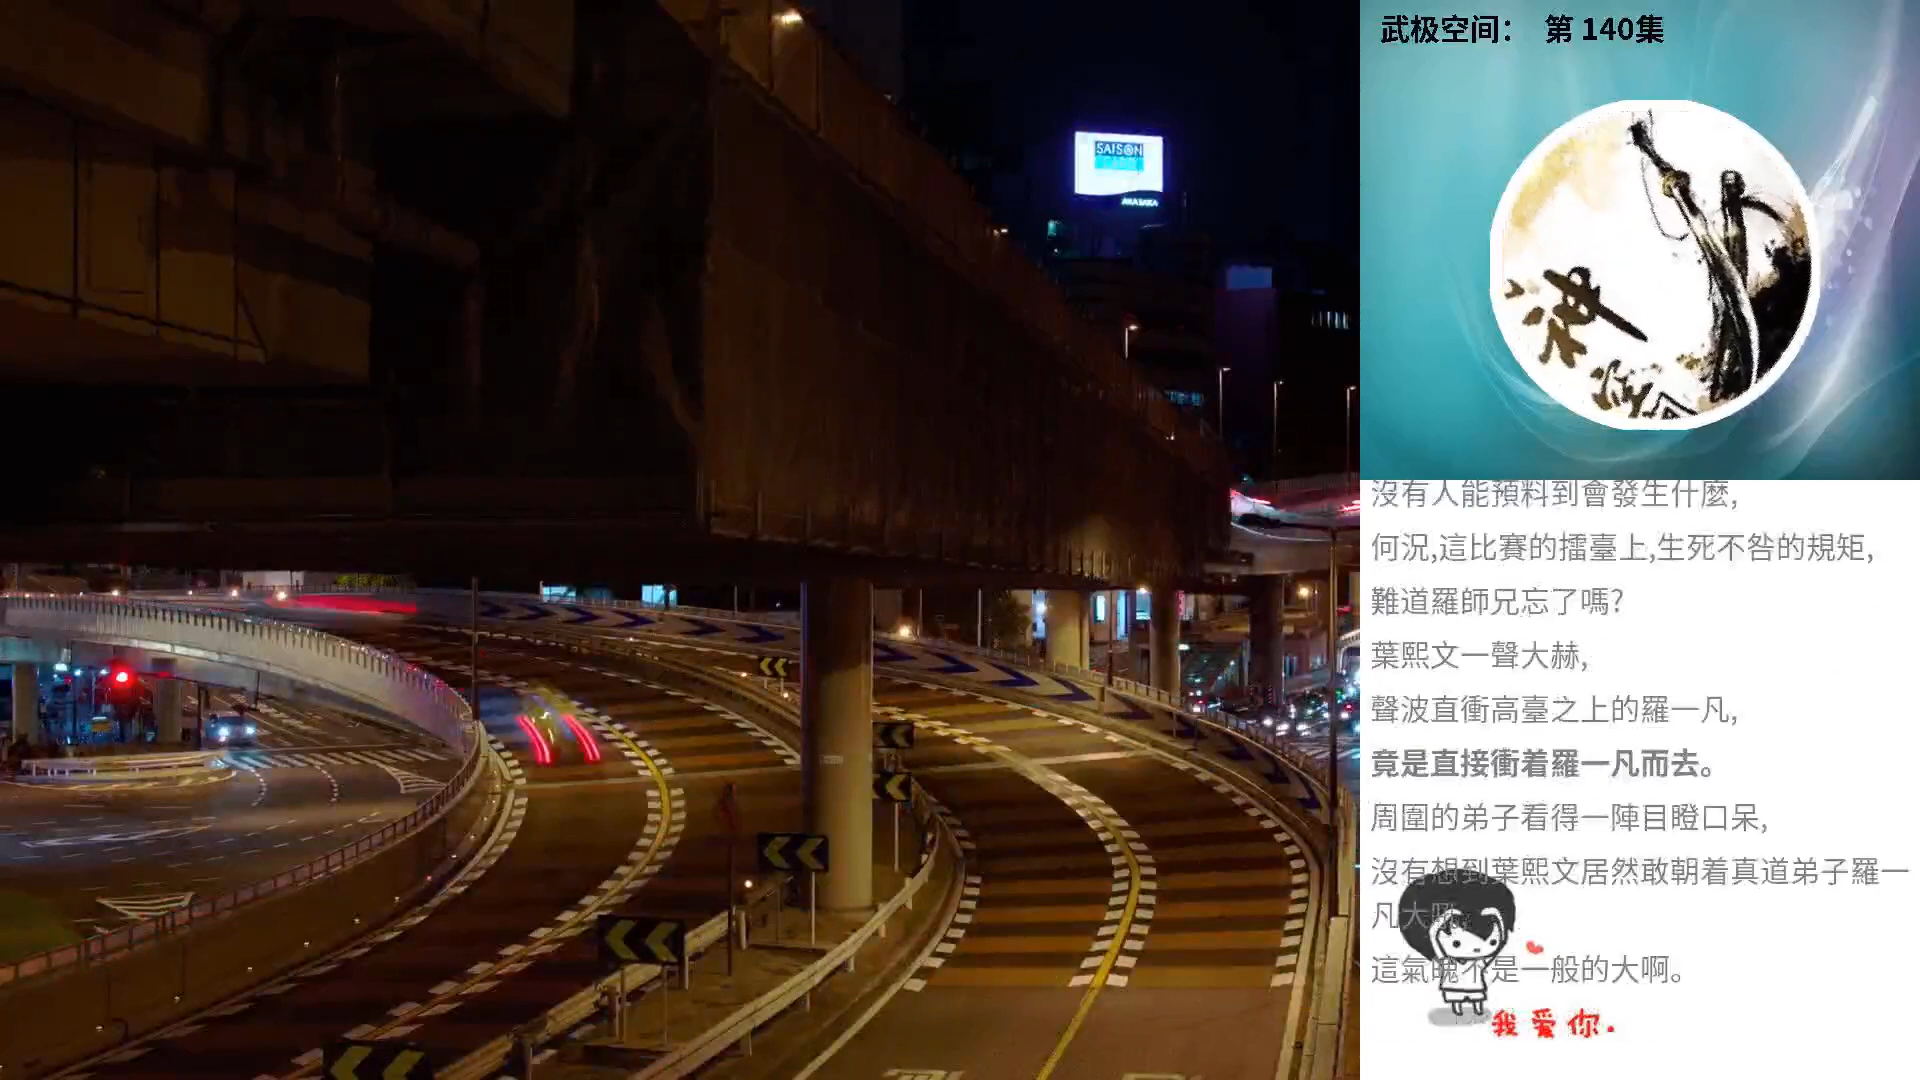 武极空间： 第 140集
SAISON
AKASAKA
沒有人能預料到會發生什麼,
何況,這比賽的擂臺上,生死不咎的規矩,
難道羅師兄忘了嗎?
葉熙文一聲大赫,
聲波直衝高臺之上的羅一凡,
竟是直接衝着羅一凡而去。
周圍的弟子看得一陣目瞪口呆,
沒有想到葉熙文居然敢朝着真道弟子羅一
凡大吼。
這氣魄不是一般的大啊。
我爱你.